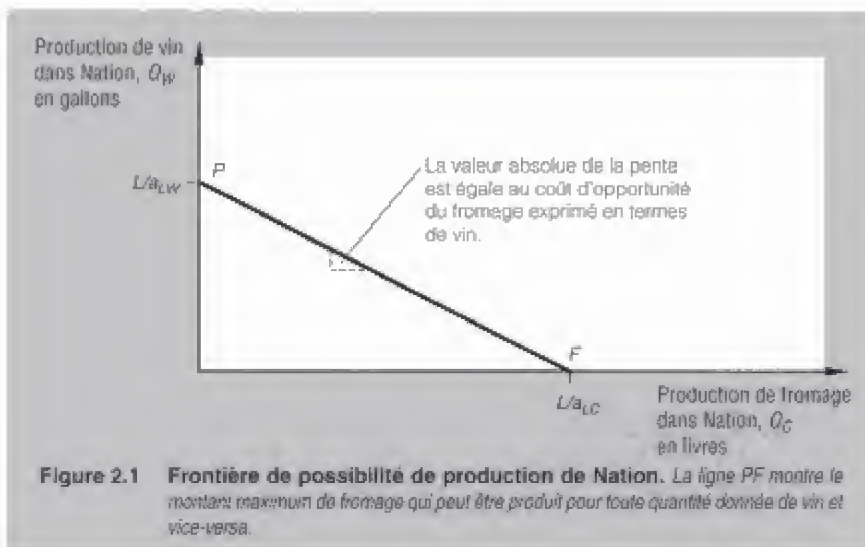 Production de vin
dans Nation, Q_W
en gallons
L/a_LW
P
La valeur absolue de la pente
est égale au coût d'opportunité
du fromage exprimé en termes
de vin.
F
L/a_LC
Production de fromage
dans Nation, Q_C
en livres
Figure 2.1 Frontière de possibilité de production de Nation. La ligne PF montre le
montant maximum de fromage qui peut être produit pour toute quantité donnée de vin et
vice-versa.